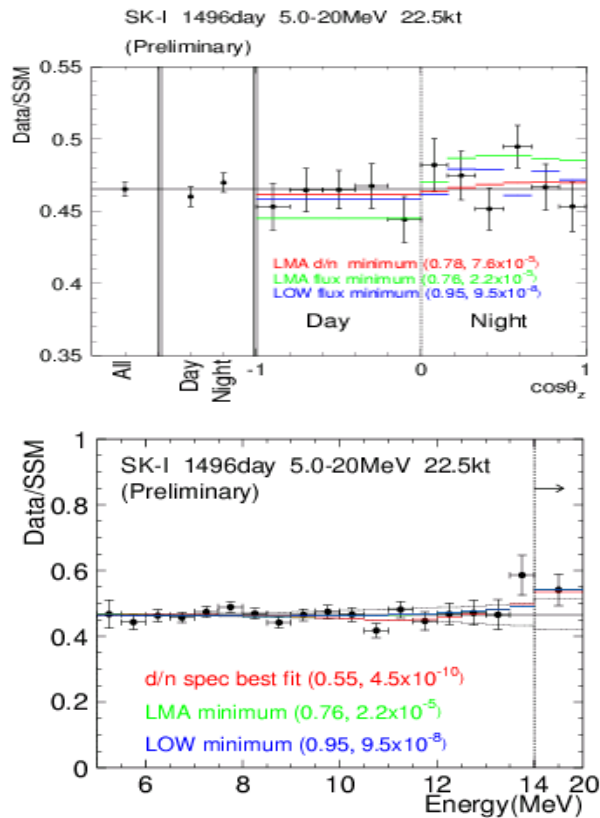 SK-I 1496day 5.0-20MeV 22.5kt
(Preliminary)
Data/SSM
0.55
0.5
0.45
0.4
0.35
LMA d/n minimum (0.78, 7.6x10⁻⁵)
LMA flux minimum (0.76, 2.2x10⁻⁵)
LOW flux minimum (0.95, 9.5x10⁻⁸)
Day Night
All Day Night -1 0 1
cosθz
SK-I 1496day 5.0-20MeV 22.5kt
(Preliminary)
Data/SSM
1
0.8
0.6
0.4
0.2
0
d/n spec best fit (0.55, 4.5x10⁻¹⁰)
LMA minimum (0.76, 2.2x10⁻⁵)
LOW minimum (0.95, 9.5x10⁻⁸)
6 8 10 12 14 20
Energy(MeV)